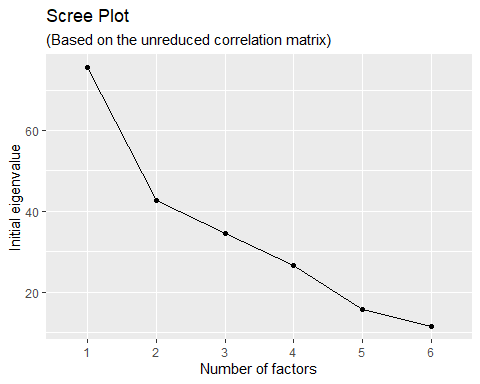 Scree Plot
(Based on the unreduced correlation matrix)
Initial eigenvalue
60
40
20
1 2 3 4 5 6
Number of factors